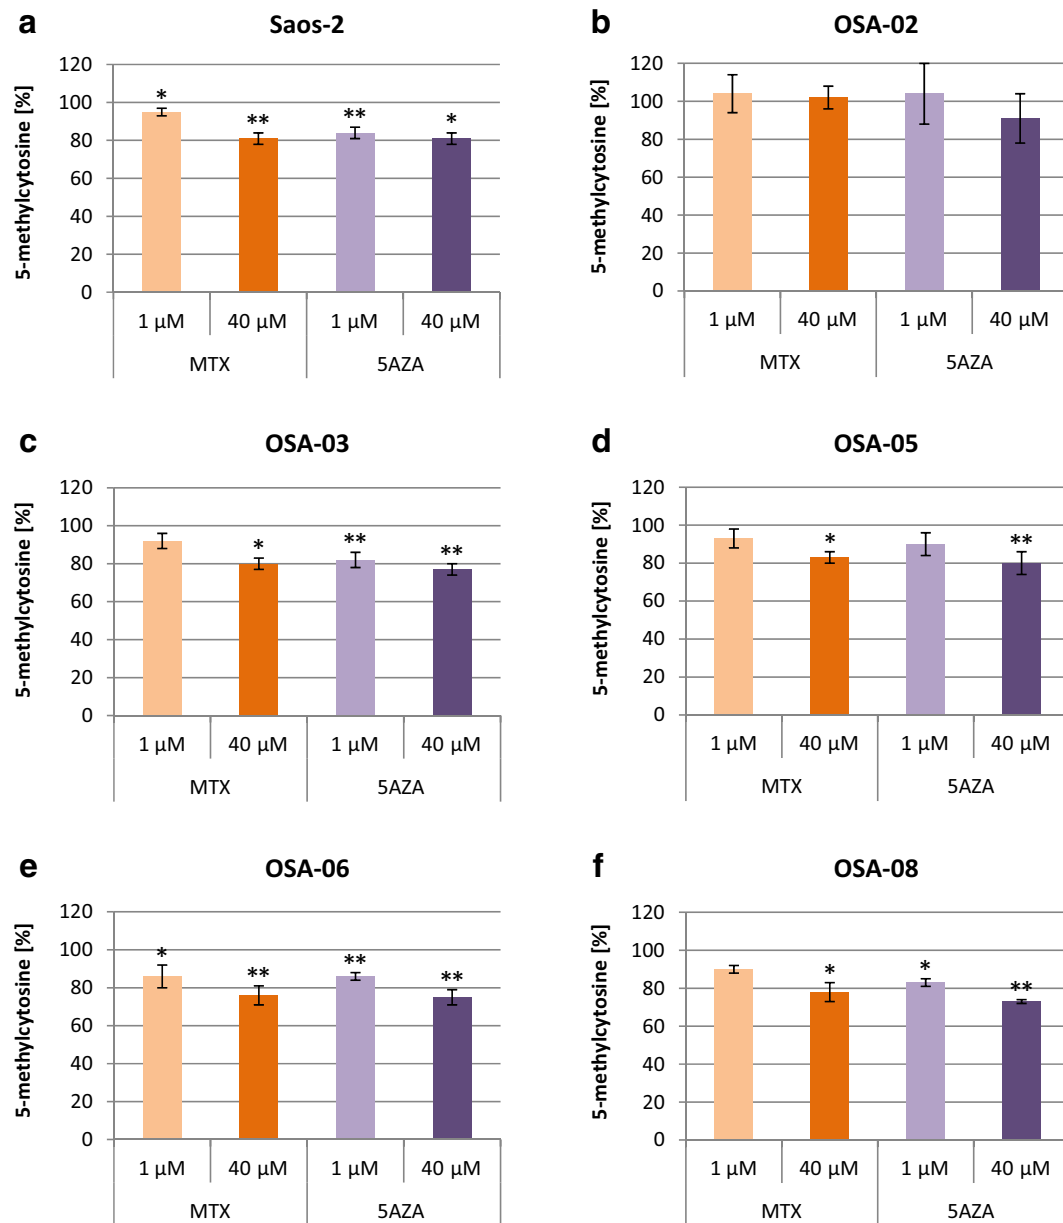 a
Saos-2
5-methylcytosine [%]
120
100
80
60
40
20
0
*
**
**
*
1 µM
40 µM
1 µM
40 µM
MTX
5AZA
b
OSA-02
5-methylcytosine [%]
120
100
80
60
40
20
0
1 µM
40 µM
1 µM
40 µM
MTX
5AZA
c
OSA-03
5-methylcytosine [%]
120
100
80
60
40
20
0
*
**
**
1 µM
40 µM
1 µM
40 µM
MTX
5AZA
d
OSA-05
5-methylcytosine [%]
120
100
80
60
40
20
0
*
**
1 µM
40 µM
1 µM
40 µM
MTX
5AZA
e
OSA-06
5-methylcytosine [%]
120
100
80
60
40
20
0
*
**
**
**
1 µM
40 µM
1 µM
40 µM
MTX
5AZA
f
OSA-08
5-methylcytosine [%]
120
100
80
60
40
20
0
*
*
**
1 µM
40 µM
1 µM
40 µM
MTX
5AZA